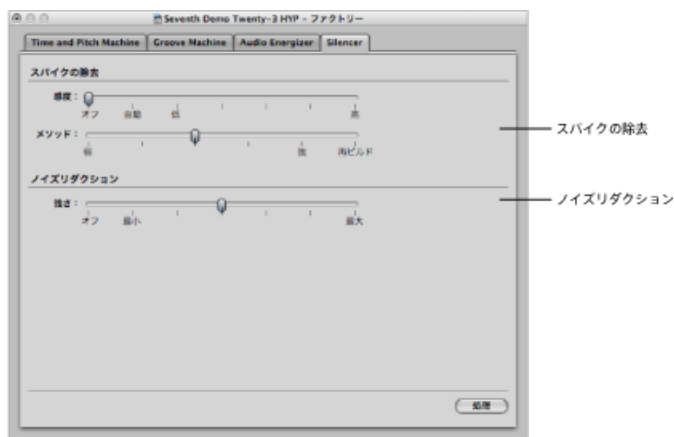 Seventh Demo Twenty-3 HYP - ファクトリー
Time and Pitch Machine Groove Machine Audio Energizer Silencer
スパイクの除去
感度：
オフ 自動 低 高
メソッド：
弱 強 再ビルド
ノイズリダクション
強さ：
オフ 最小 最大
処理
スパイクの除去
ノイズリダクション